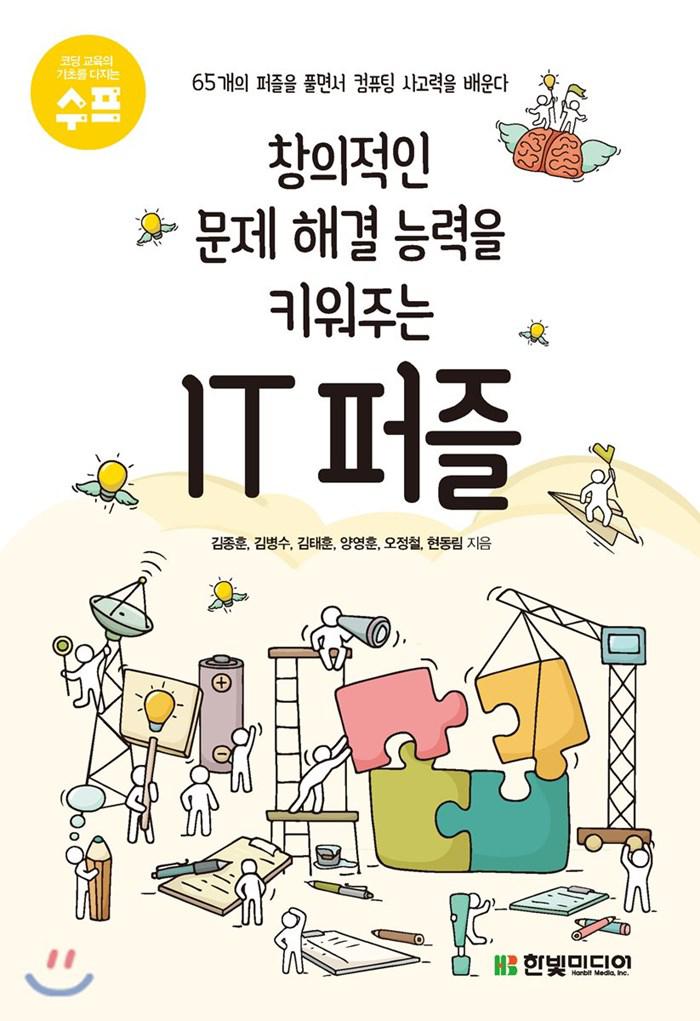 코딩 교육의
기초를 다지는
수프
65개의 퍼즐을 풀면서 컴퓨팅 사고력을 배운다
창의적인
문제 해결 능력을
키워주는
IT 퍼즐
김종훈, 김병수, 김태훈, 양영훈, 오정철, 현동림 지음
HB 한빛미디어
Hanbit Media, Inc.